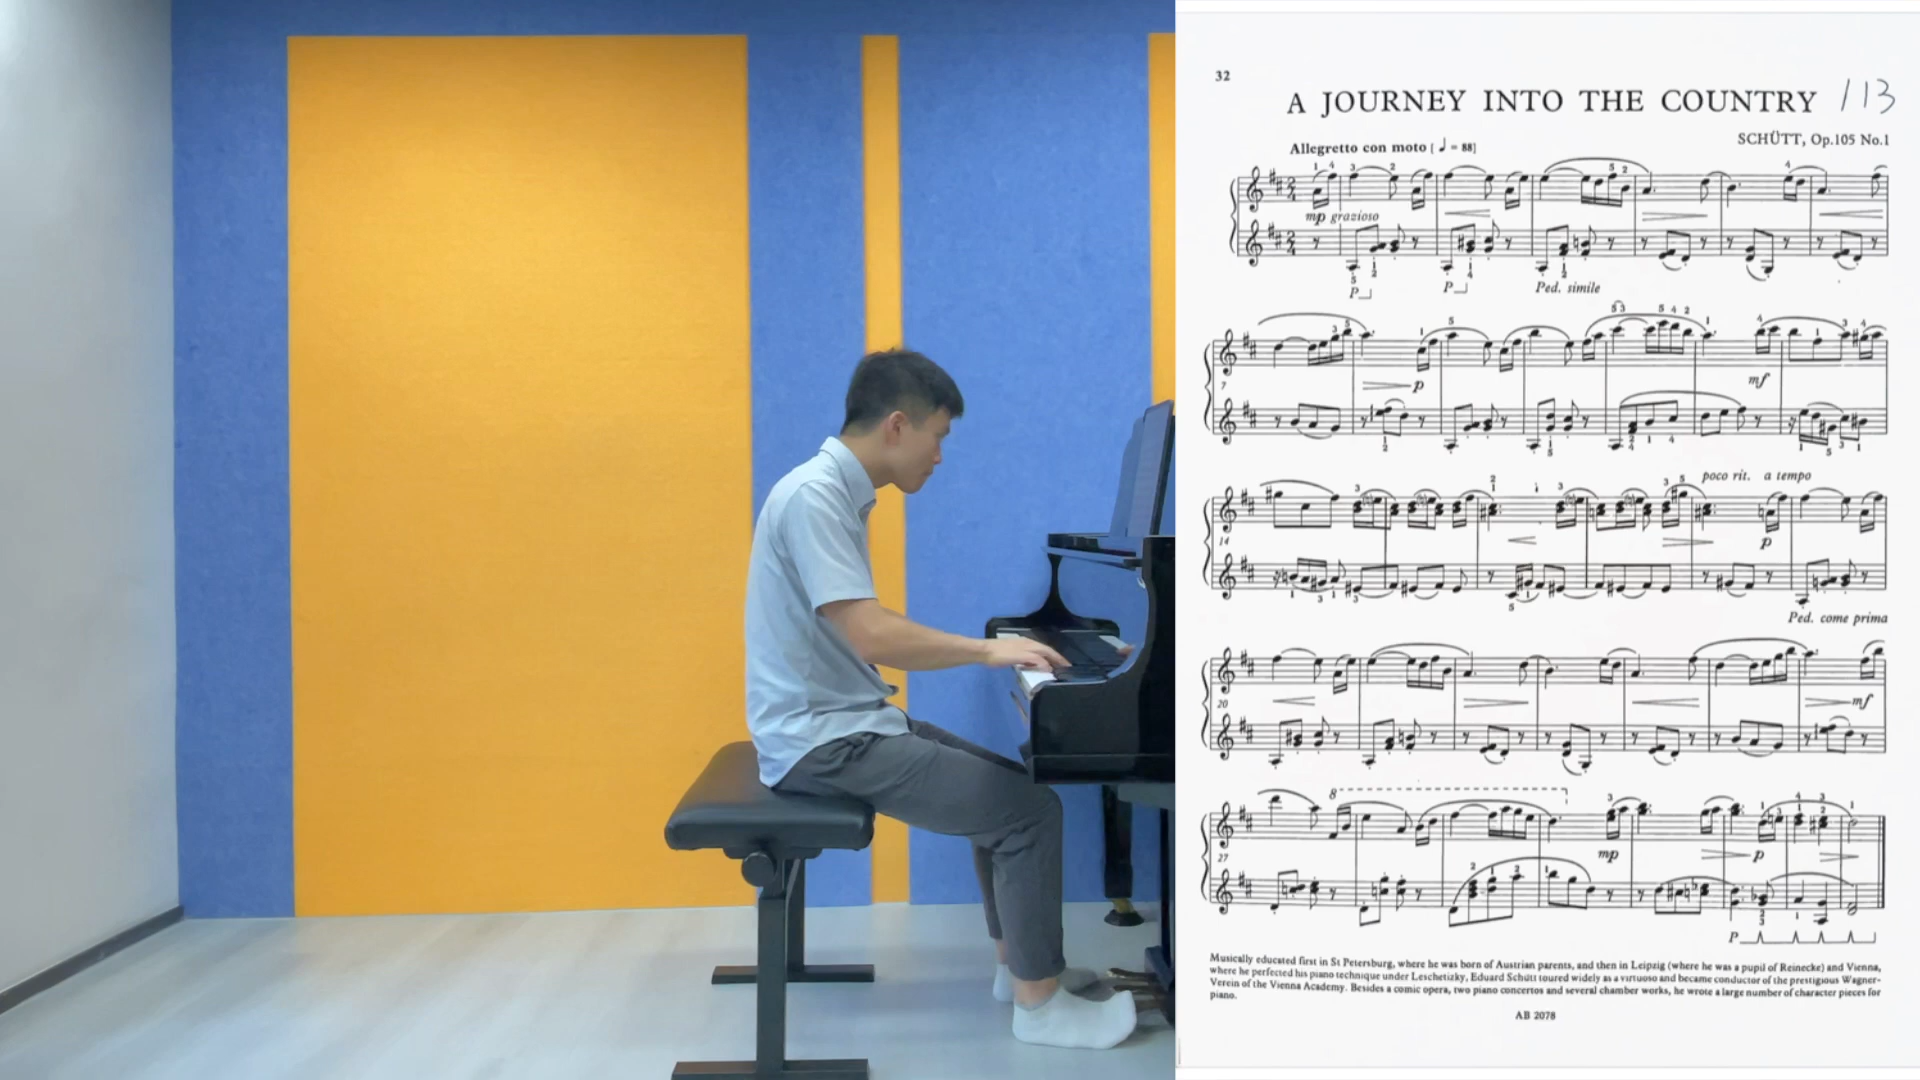 32
A JOURNEY INTO THE COUNTRY 113
SCHÜTT, Op.105 No.1
Allegretto con moto [ ♩ = 88]
mp grazioso
P P Ped. simile
7
p mf
poco rit. a tempo
14
p
Ped. come prima
20
mf
8
27
mp p
P
Musically educated first in St Petersburg, where he was born of Austrian parents, and then in Leipzig (where he was a pupil of Reinecke) and Vienna,
where he perfected his piano technique under Leschetizky, Eduard Schütt toured widely as a virtuoso and became conductor of the prestigious Wagner-
Verein of the Vienna Academy. Besides a comic opera, two piano concertos and several chamber works, he wrote a large number of character pieces for
piano.
AB 2078